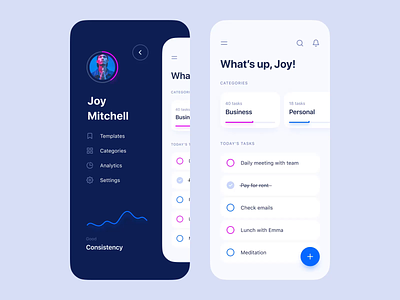 Joy
Mitchell
Templates
Categories
Analytics
Settings
Good
Consistency
What
CATEGORIES
40 tasks
Busin
TODAY'S TA
What's up, Joy!
CATEGORIES
40 tasks
Business
18 tasks
Personal
TODAY'S TASKS
Daily meeting with team
Pay for rent
Check emails
Lunch with Emma
Meditation